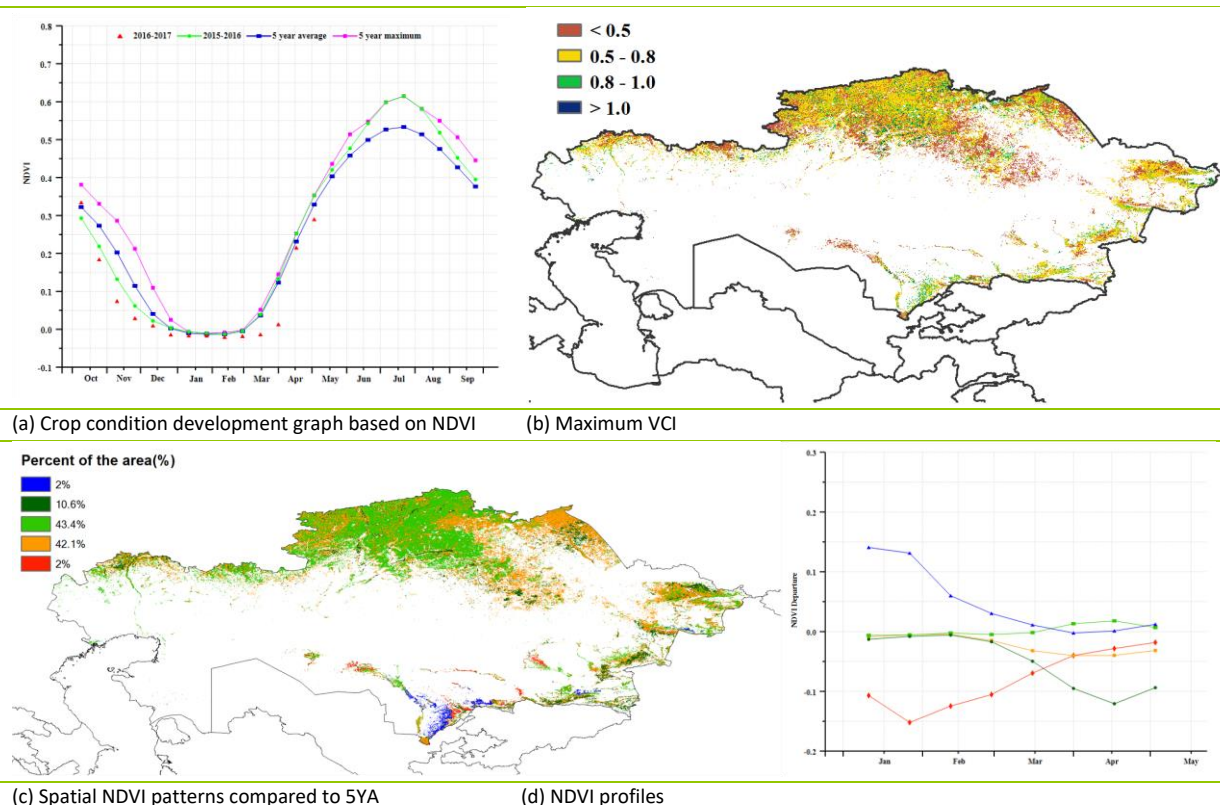 0.8
0.7
0.6
0.5
0.4
0.3
0.2
0.1
0.0
-0.1
NDVI
2016-2017 2015-2016 5 year average 5 year maximum
Oct Nov Dec Jan Feb Mar Apr May Jun Jul Aug Sep
< 0.5
0.5 - 0.8
0.8 - 1.0
> 1.0
(a) Crop condition development graph based on NDVI
(b) Maximum VCI
Percent of the area(%)
2%
10.6%
43.4%
42.1%
2%
0.3
0.2
0.1
0.0
-0.1
-0.2
NDVI Departure
Jan Feb Mar Apr May
(c) Spatial NDVI patterns compared to 5YA
(d) NDVI profiles